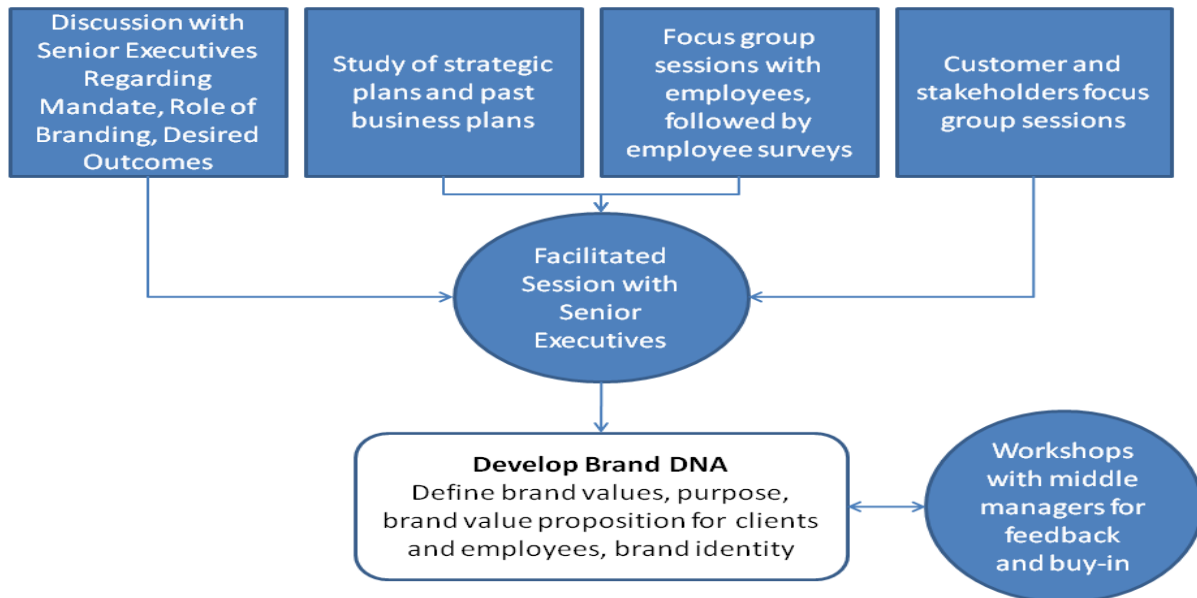 Discussion with
Senior Executives
Regarding
Mandate, Role of
Branding, Desired
Outcomes
Study of strategic
plans and past
business plans
Focus group
sessions with
employees,
followed by
employee surveys
Customer and
stakeholders focus
group sessions
Facilitated
Session with
Senior
Executives
Develop Brand DNA
Define brand values, purpose,
brand value proposition for clients
and employees, brand identity
Workshops
with middle
managers for
feedback
and buy-in